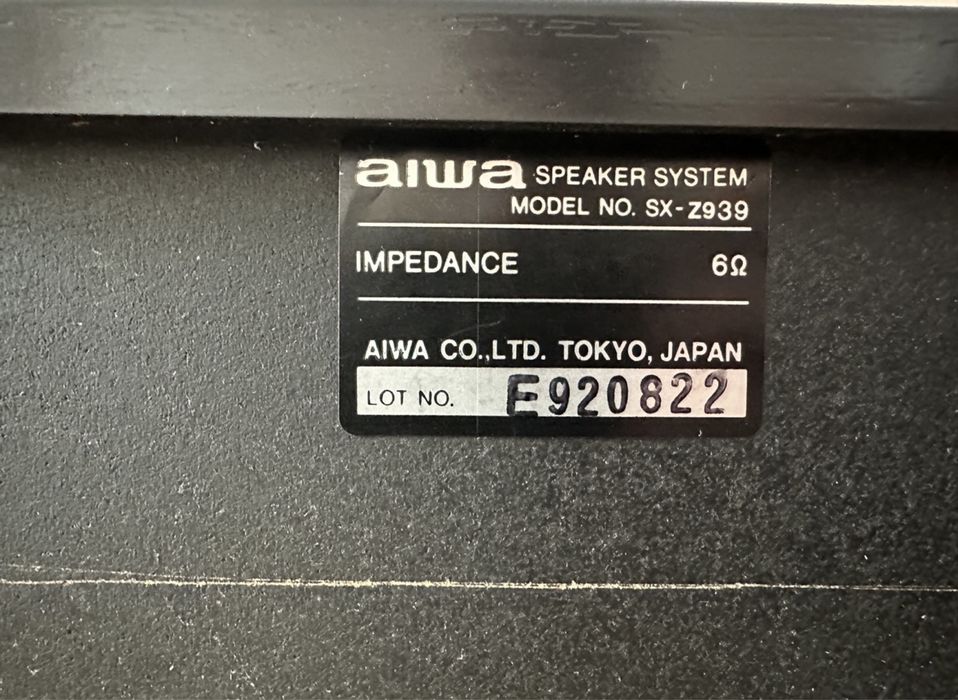 aiwa SPEAKER SYSTEM
MODEL NO. SX-Z939
IMPEDANCE 6Ω
AIWA CO.,LTD. TOKYO, JAPAN
LOT NO. E920822